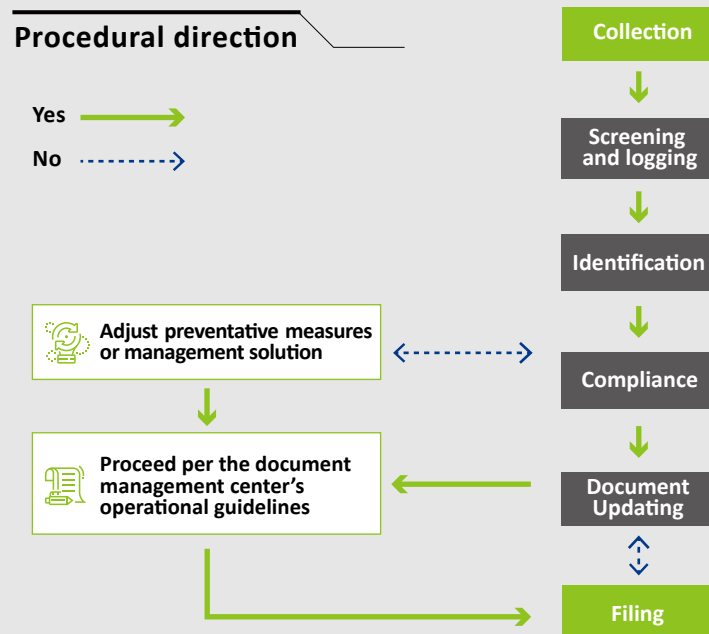 Procedural direction
Yes
No
Collection
Screening
and logging
Identification
Adjust preventative measures
or management solution
Compliance
Proceed per the document
management center's
operational guidelines
Document
Updating
Filing